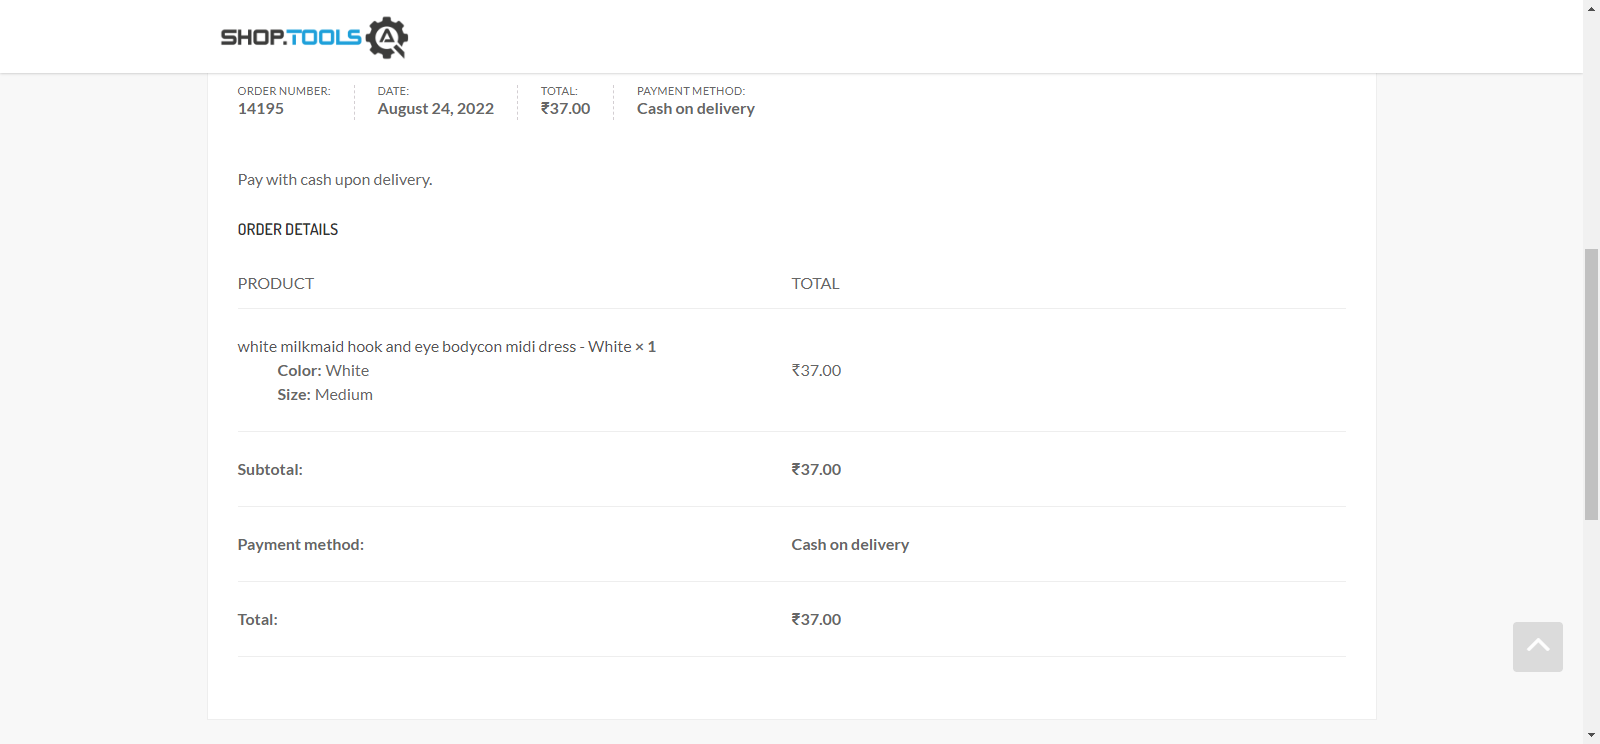 SHOP.TOOLS
ORDER NUMBER: DATE: TOTAL: PAYMENT METHOD:
14195 August 24, 2022 ₹37.00 Cash on delivery
Pay with cash upon delivery.
ORDER DETAILS
PRODUCT TOTAL
white milkmaid hook and eye bodycon midi dress - White × 1
Color: White ₹37.00
Size: Medium
Subtotal: ₹37.00
Payment method: Cash on delivery
Total: ₹37.00